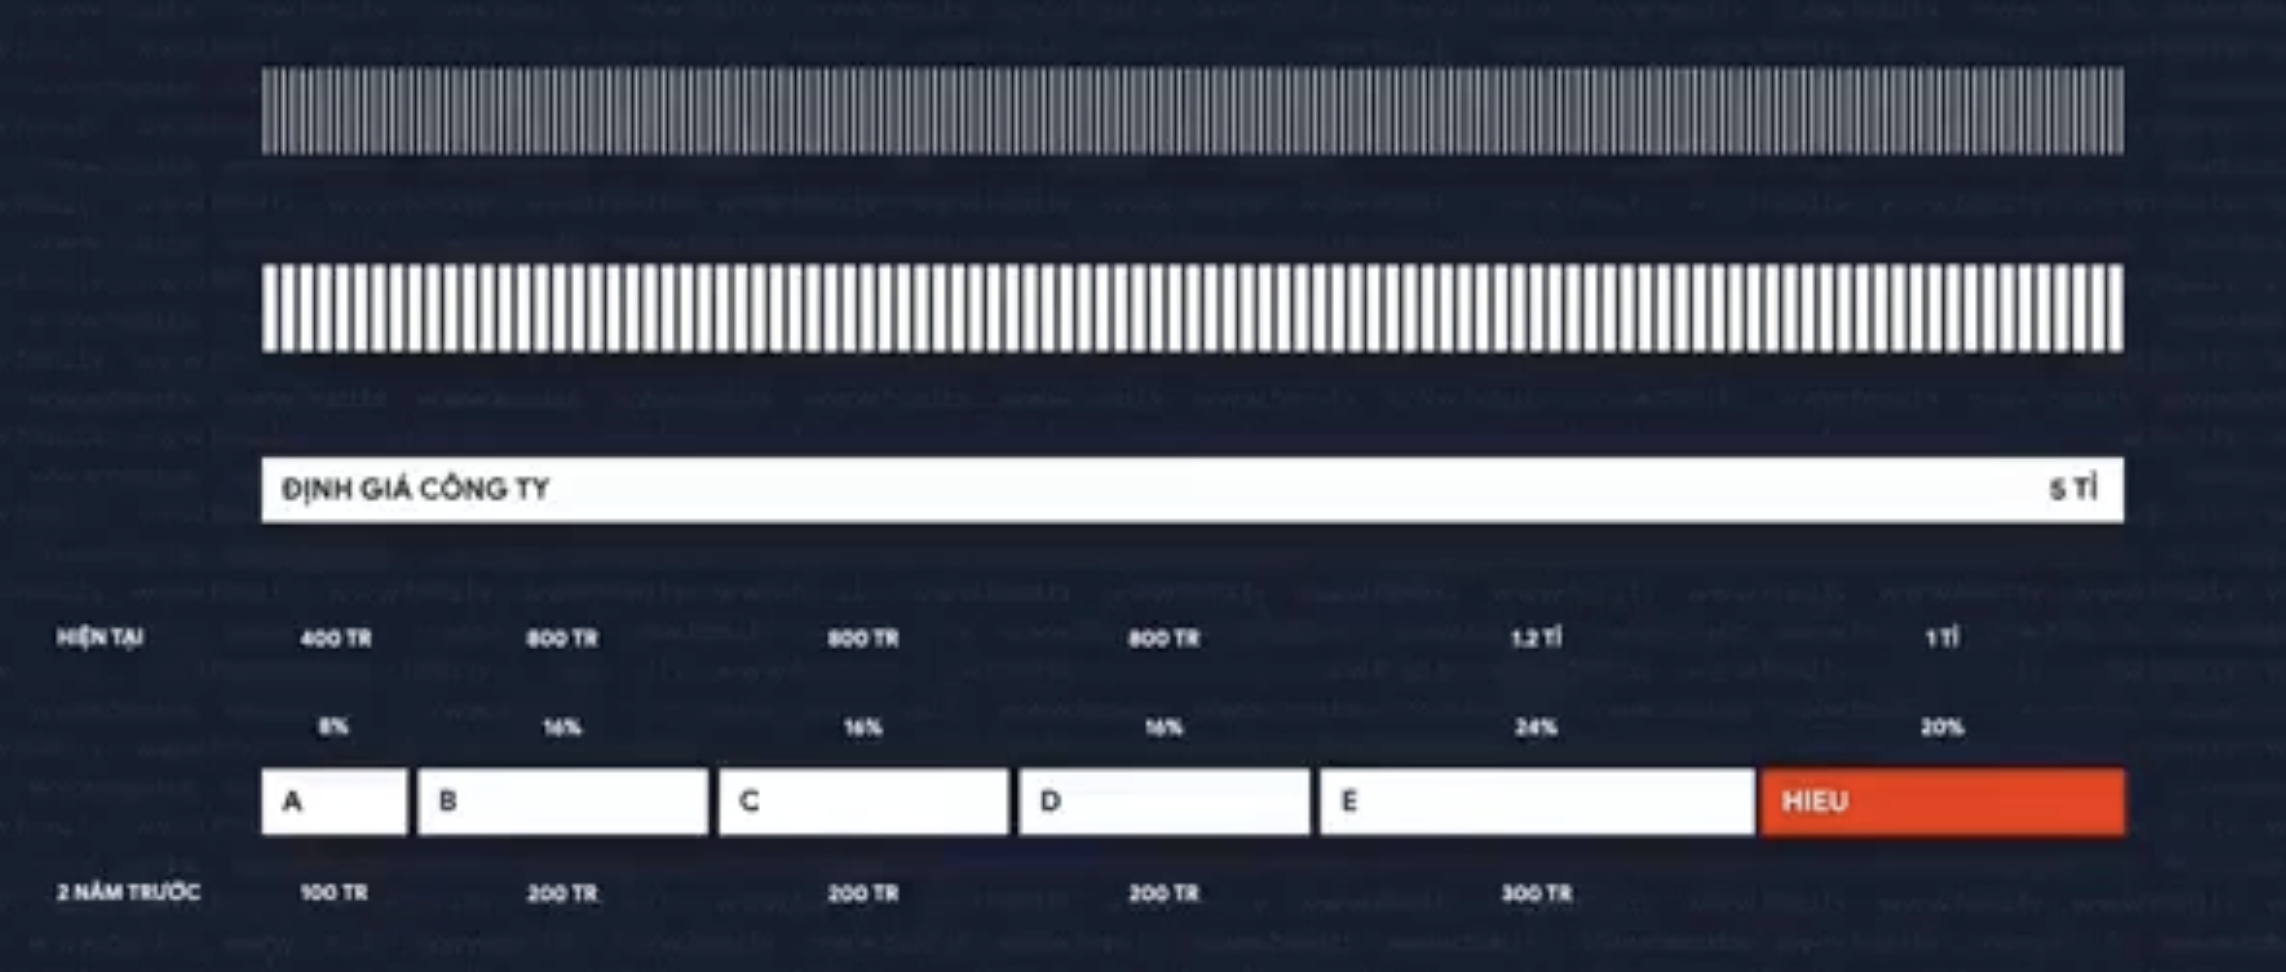 ĐỊNH GIÁ CÔNG TY 5 TỈ
HIỆN TẠI 400 TR 800 TR 800 TR 800 TR 1.2 TỈ 1 TỈ
8% 16% 16% 16% 24% 20%
A B C D E HIEU
2 NĂM TRƯỚC 100 TR 200 TR 200 TR 200 TR 300 TR